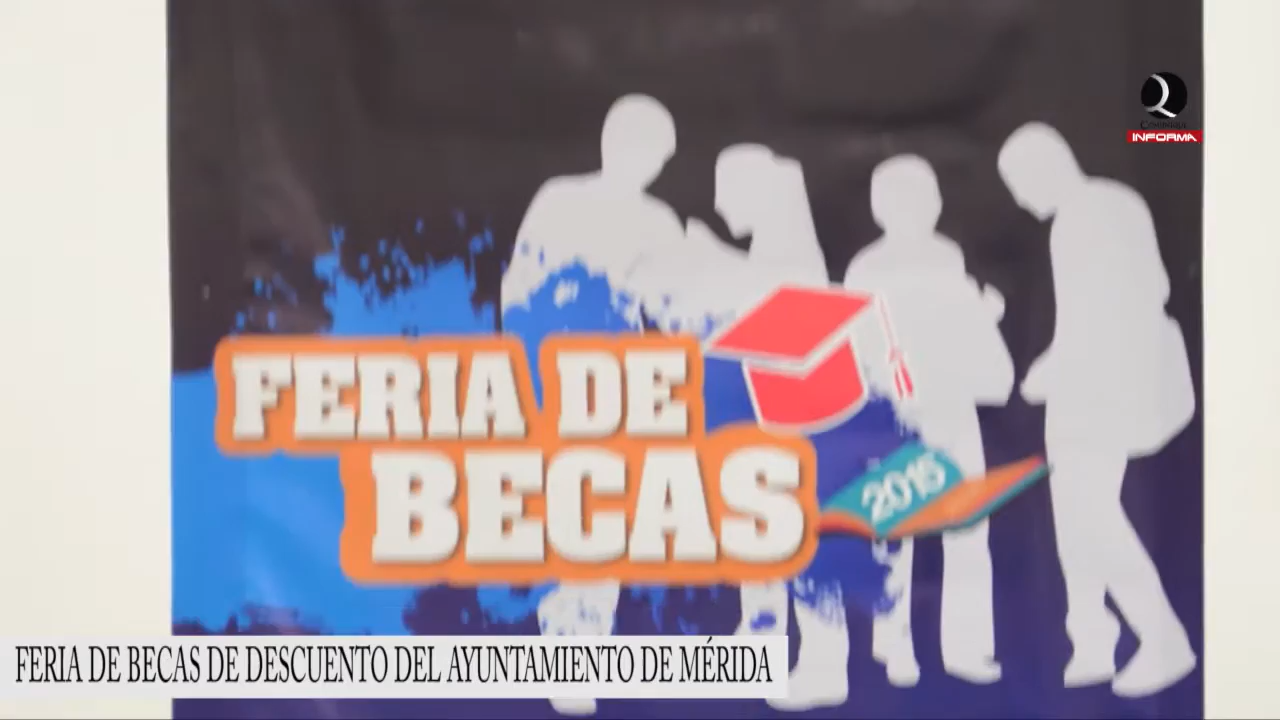 INFORMA
FERIA DE
BECAS
2015
FERIA DE BECAS DE DESCUENTO DEL AYUNTAMIENTO DE MÉRIDA